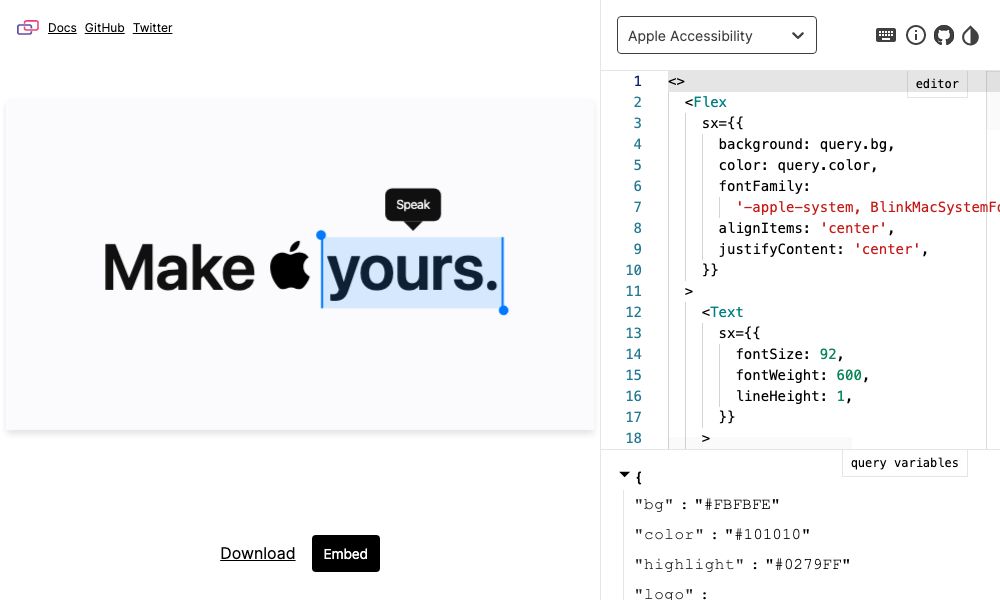 Docs GitHub Twitter
Make yours.
Speak
Download Embed
Apple Accessibility
editor
1 <>
2 <Flex
3 sx={{
4 background: query.bg,
5 color: query.color,
6 fontFamily:
7 '-apple-system, BlinkMacSystemFo
8 alignItems: 'center',
9 justifyContent: 'center',
10 }}
11 >
12 <Text
13 sx={{
14 fontSize: 92,
15 fontWeight: 600,
16 lineHeight: 1,
17 }}
18 >
query variables
{
"bg" : "#FBFBFE"
"color" : "#101010"
"highlight" : "#0279FF"
"logo" :